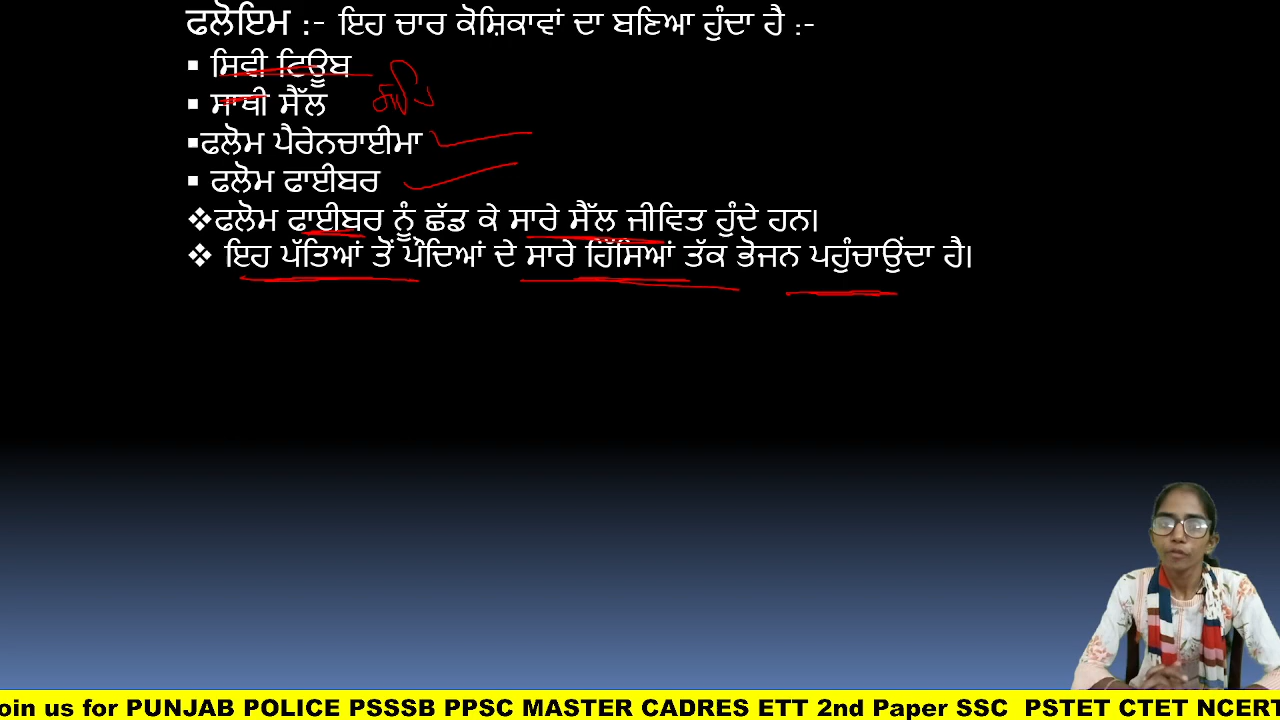 ਫਲੋਇਮ :- ਇਹ ਚਾਰ ਕੋਸ਼ਿਕਾਵਾਂ ਦਾ ਬਣਿਆ ਹੁੰਦਾ ਹੈ :-
▪ ਸਿਵੀ ਟਿਊਬ
▪ ਸਾਥੀ ਸੈੱਲ
▪ਫਲੋਮ ਪੈਰੇਨਚਾਈਮਾ
▪ ਫਲੋਮ ਫਾਈਬਰ
❖ਫਲੋਮ ਫਾਈਬਰ ਨੂੰ ਛੱਡ ਕੇ ਸਾਰੇ ਸੈੱਲ ਜੀਵਿਤ ਹੁੰਦੇ ਹਨ।
❖ ਇਹ ਪੱਤਿਆਂ ਤੋਂ ਪੌਦਿਆਂ ਦੇ ਸਾਰੇ ਹਿੱਸਿਆਂ ਤੱਕ ਭੋਜਨ ਪਹੁੰਚਾਉਂਦਾ ਹੈ।
oin us for PUNJAB POLICE PSSSB PPSC MASTER CADRES ETT 2nd Paper SSC PSTET CTET NCERT